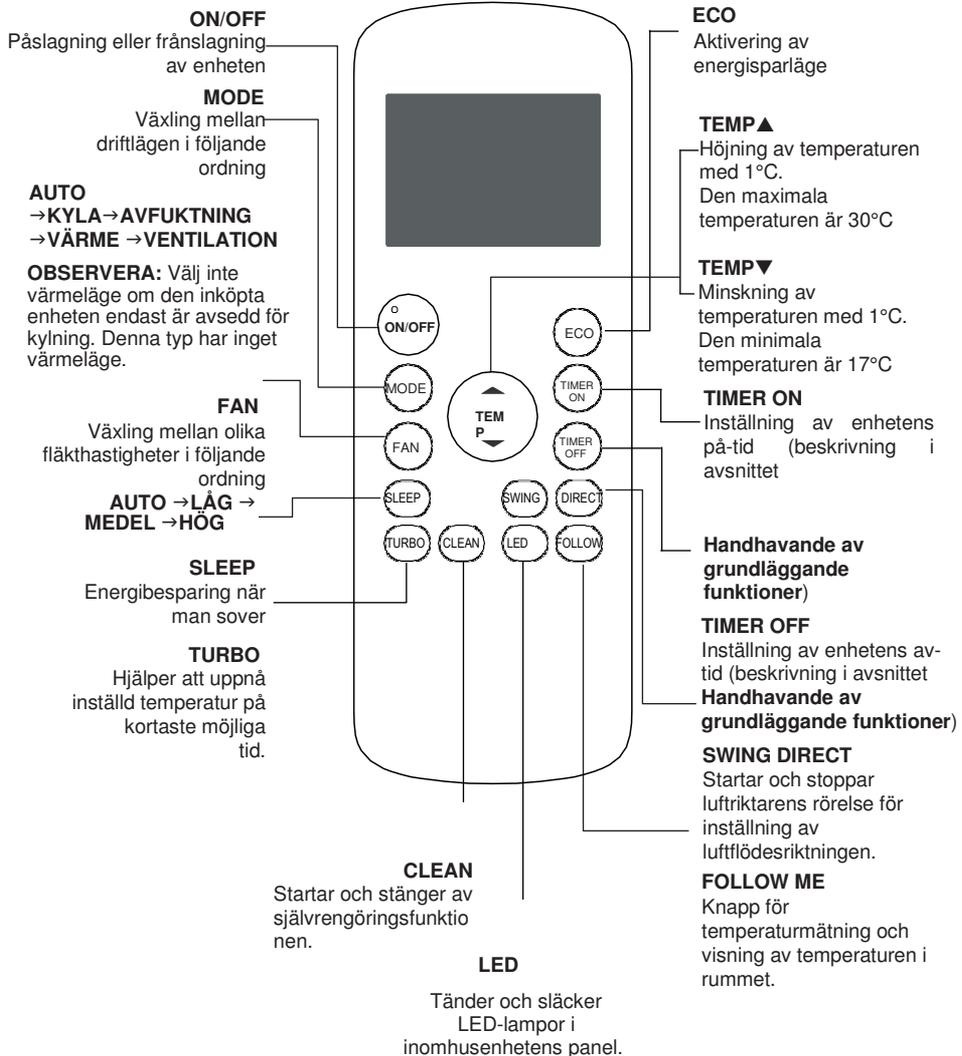 ON/OFF
Påslagning eller frånslagning
av enheten
MODE
Växling mellan
driftlägen i följande
ordning
AUTO
→KYLA→AVFUKTNING
→VÄRME →VENTILATION
OBSERVERA: Välj inte
värmeläge om den inköpta
enheten endast är avsedd för
kylning. Denna typ har inget
värmeläge.
FAN
Växling mellan olika
fläkthastigheter i följande
ordning
AUTO →LÅG →
MEDEL →HÖG
SLEEP
Energibesparing när
man sover
TURBO
Hjälper att uppnå
inställd temperatur på
kortaste möjliga
tid.
O
ON/OFF
ECO
MODE
TEM
P
TIMER
ON
FAN
TIMER
OFF
SLEEP
SWING
DIRECT
TURBO
CLEAN
LED
FOLLOW
CLEAN
Startar och stänger av
självrengöringsfunktio
nen.
LED
Tänder och släcker
LED-lampor i
inomhusenhetens panel.
ECO
Aktivering av
energisparläge
TEMP▲
Höjning av temperaturen
med 1°C.
Den maximala
temperaturen är 30°C
TEMP▼
Minskning av
temperaturen med 1°C.
Den minimala
temperaturen är 17°C
TIMER ON
Inställning av enhetens
på-tid (beskrivning i
avsnittet
Handhavande av
grundläggande
funktioner)
TIMER OFF
Inställning av enhetens av-
tid (beskrivning i avsnittet
Handhavande av
grundläggande funktioner)
SWING DIRECT
Startar och stoppar
luftriktarens rörelse för
inställning av
luftflödesriktningen.
FOLLOW ME
Knapp för
temperaturmätning och
visning av temperaturen i
rummet.